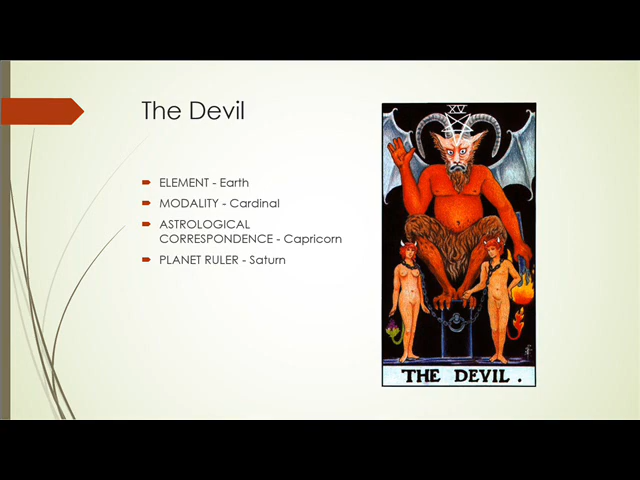 The Devil
ELEMENT - Earth
MODALITY - Cardinal
ASTROLOGICAL
CORRESPONDENCE - Capricorn
PLANET RULER - Saturn
XV
THE DEVIL.